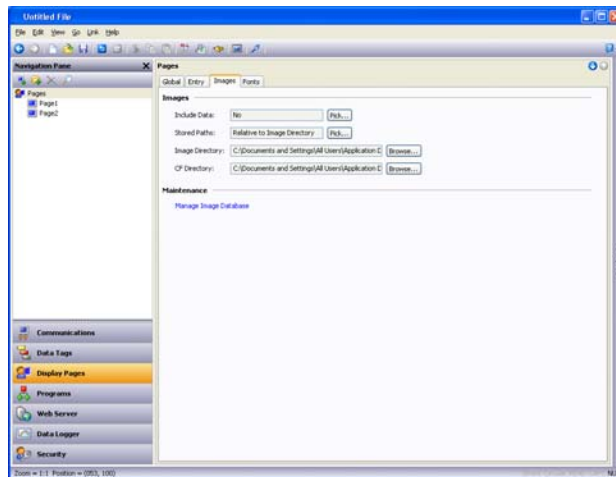 Untitled File
File Edit View Go Link Help
Navigation Pane
Pages
Page1
Page2
Communications
Data Tags
Display Pages
Programs
Web Server
Data Logger
Security
Pages
Global Entry Images Fonts
Images
Include Data: No Pick...
Stored Paths: Relative to Image Directory Pick...
Image Directory: C:\Documents and Settings\All Users\Application D Browse...
CF Directory: C:\Documents and Settings\All Users\Application D Browse...
Maintenance
Manage Image Database
Zoom = 1:1 Position = (053, 100)